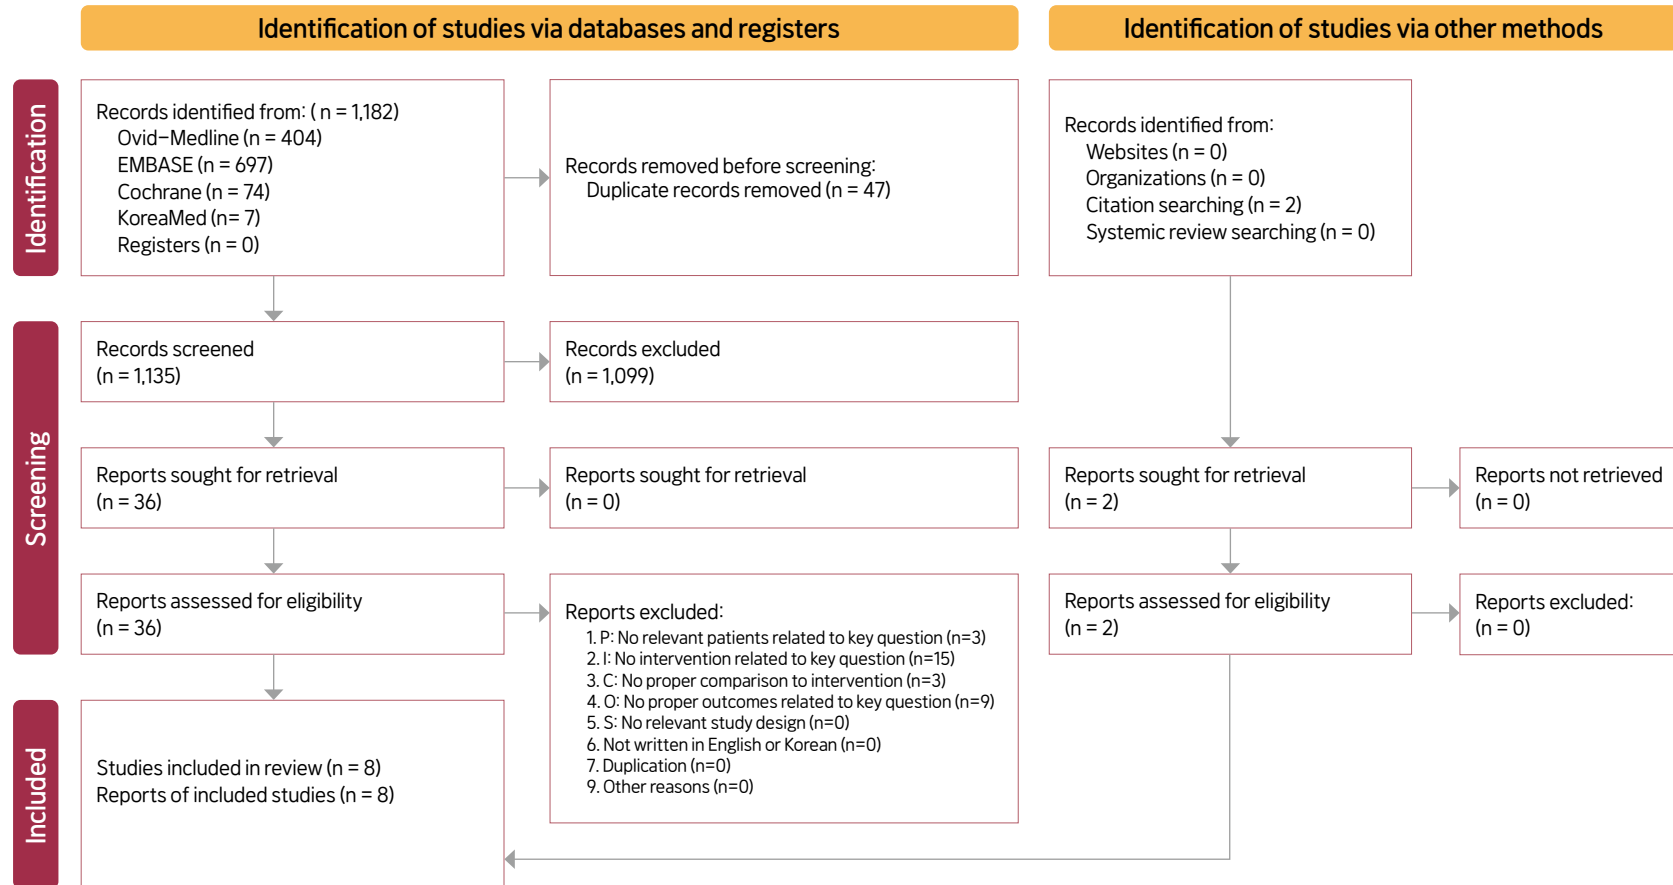 Identification of studies via databases and registers
Identification of studies via other methods
Identification
Records identified from: ( n = 1,182)
Ovid-Medline (n = 404)
EMBASE (n = 697)
Cochrane (n = 74)
KoreaMed (n= 7)
Registers (n = 0)
Records removed before screening:
Duplicate records removed (n = 47)
Records identified from:
Websites (n = 0)
Organizations (n = 0)
Citation searching (n = 2)
Systemic review searching (n = 0)
Screening
Records screened
(n = 1,135)
Records excluded
(n = 1,099)
Reports sought for retrieval
(n = 36)
Reports sought for retrieval
(n = 0)
Reports sought for retrieval
(n = 2)
Reports not retrieved
(n = 0)
Reports assessed for eligibility
(n = 36)
Reports excluded:
1. P: No relevant patients related to key question (n=3)
2. I: No intervention related to key question (n=15)
3. C: No proper comparison to intervention (n=3)
4. O: No proper outcomes related to key question (n=9)
5. S: No relevant study design (n=0)
6. Not written in English or Korean (n=0)
7. Duplication (n=0)
9. Other reasons (n=0)
Reports assessed for eligibility
(n = 2)
Reports excluded:
(n = 0)
Included
Studies included in review (n = 8)
Reports of included studies (n = 8)